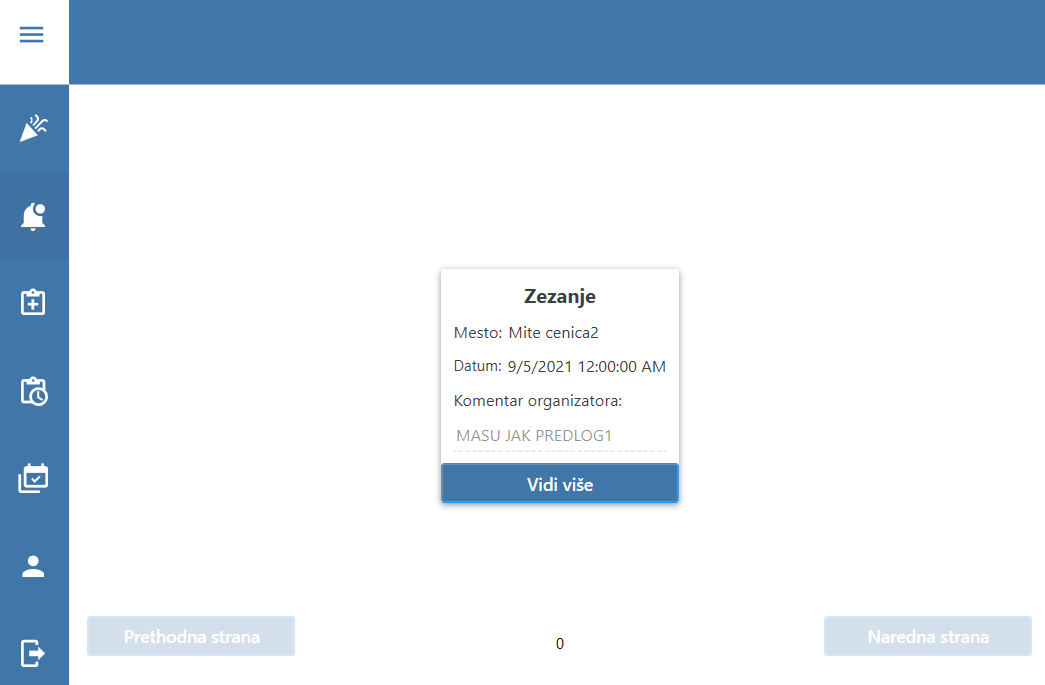 Zezanje
Mesto: Mite cenica2
Datum: 9/5/2021 12:00:00 AM
Komentar organizatora:
MASU JAK PREDLOG1
Vidi više
Prethodna strana
0
Naredna strana